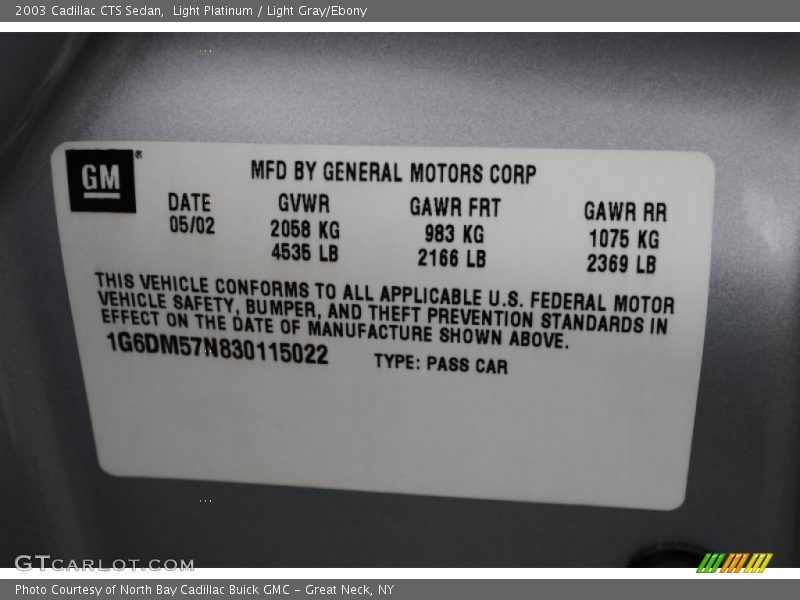 2003 Cadillac CTS Sedan,  Light Platinum / Light Gray/Ebony
GM®
MFD BY GENERAL MOTORS CORP
DATE GVWR GAWR FRT GAWR RR
05/02 2058 KG 983 KG 1075 KG
4535 LB 2166 LB 2369 LB
THIS VEHICLE CONFORMS TO ALL APPLICABLE U.S. FEDERAL MOTOR
VEHICLE SAFETY, BUMPER, AND THEFT PREVENTION STANDARDS IN
EFFECT ON THE DATE OF MANUFACTURE SHOWN ABOVE.
1G6DM57N830115022 TYPE: PASS CAR
GTCARLOT.COM
Photo Courtesy of North Bay Cadillac Buick GMC – Great Neck, NY